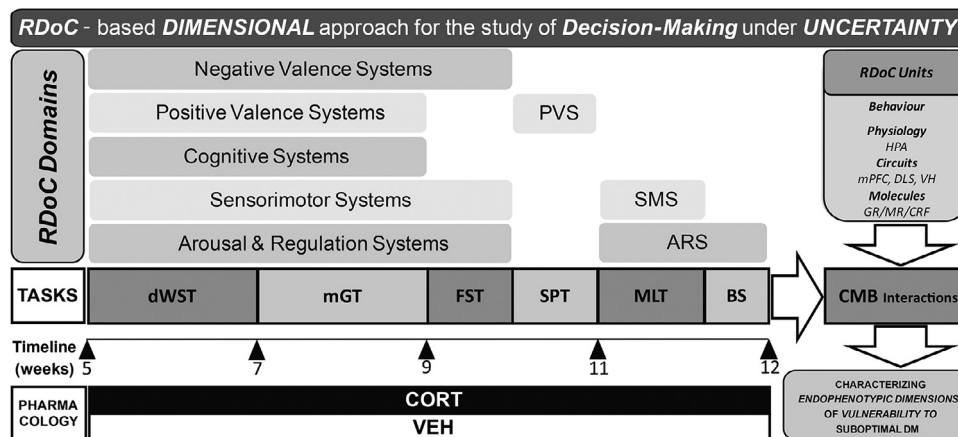 RDoC - based DIMENSIONAL approach for the study of Decision-Making under UNCERTAINTY
RDoC Domains
Negative Valence Systems
Positive Valence Systems
PVS
Cognitive Systems
Sensorimotor Systems
SMS
Arousal & Regulation Systems
ARS
RDoC Units
Behaviour
Physiology
HPA
Circuits
mPFC, DLS, VH
Molecules
GR/MR/CRF
TASKS
dWST
mGT
FST
SPT
MLT
BS
CMB Interactions
Timeline
(weeks)
5
7
9
11
12
PHARMA
COLOGY
CORT
VEH
CHARACTERIZING
ENDOPHENOTYPIC DIMENSIONS
OF VULNERABILITY TO
SUBOPTIMAL DM